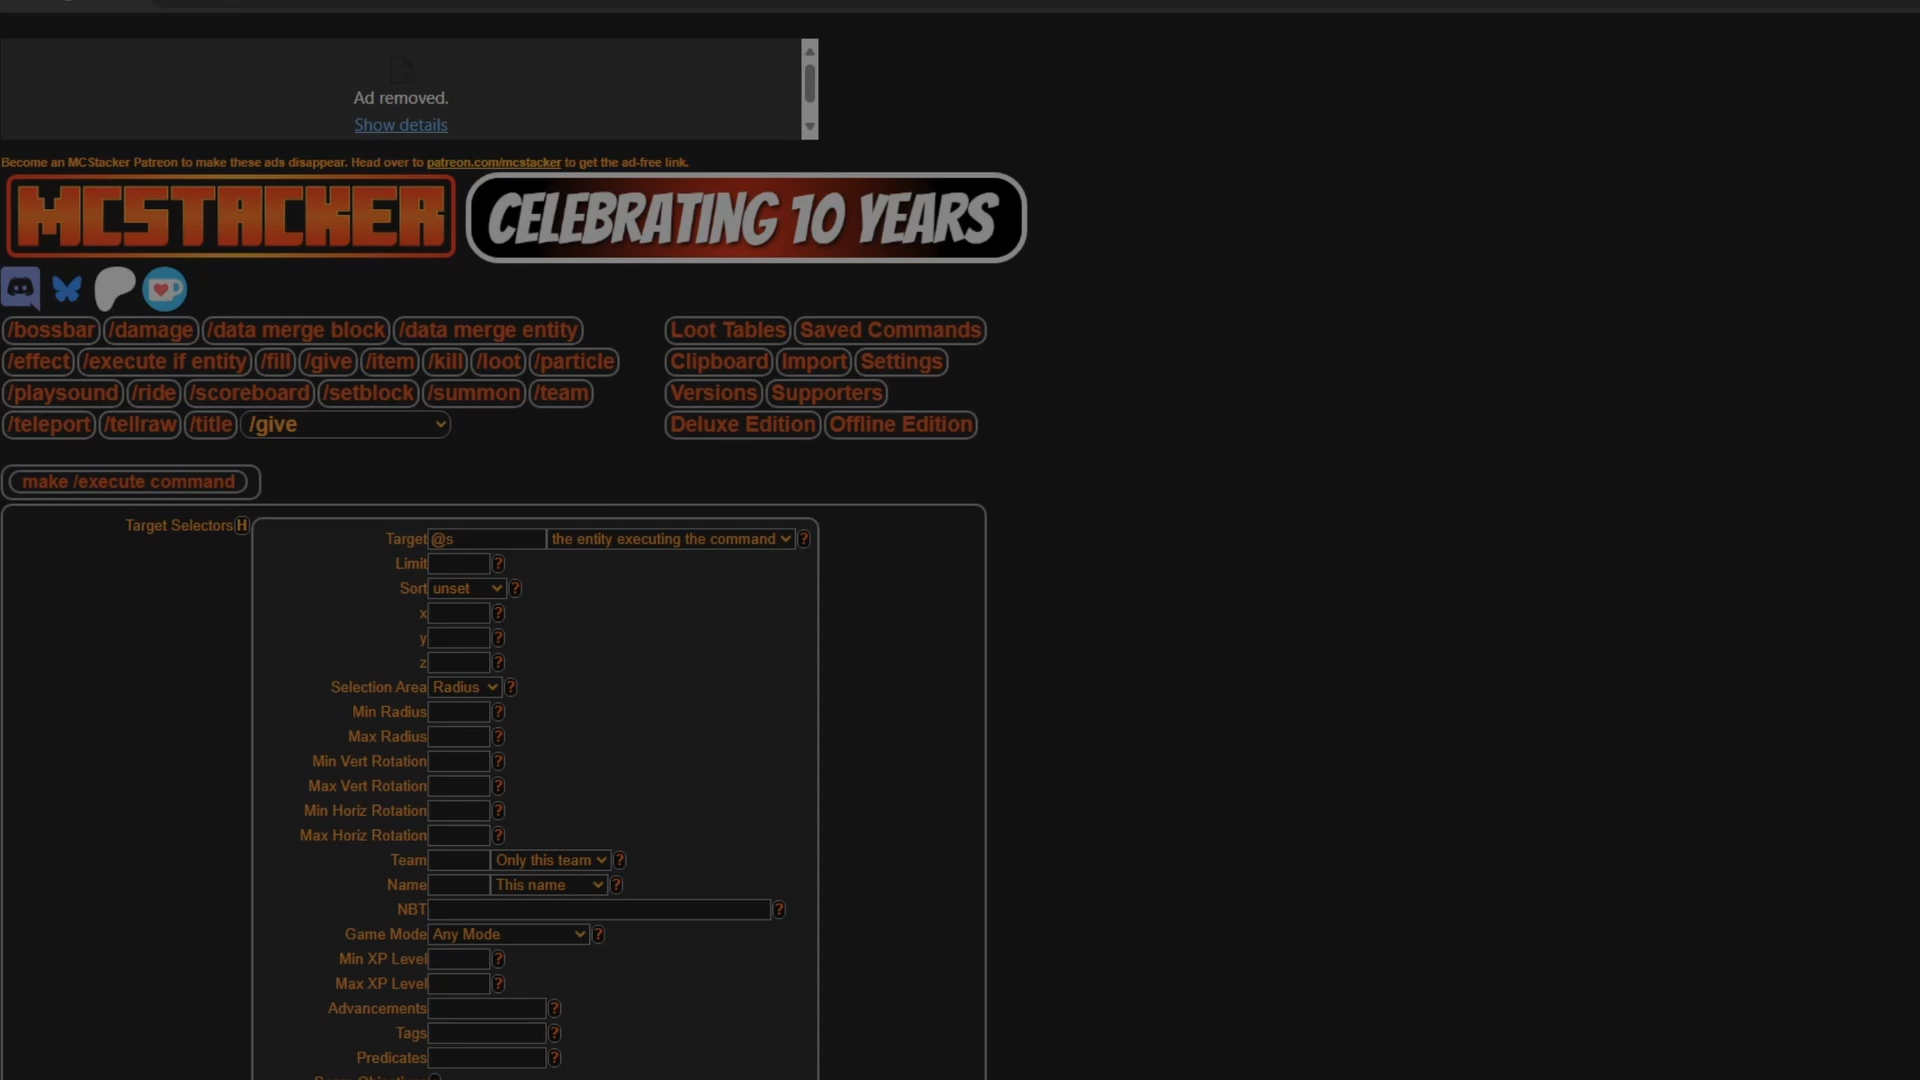 Ad removed.
Show details
Become an MCStacker Patreon to make these ads disappear. Head over to patreon.com/mcstacker to get the ad-free link.
MCSTACKER CELEBRATING 10 YEARS
/bossbar /damage /data merge block /data merge entity Loot Tables Saved Commands
/effect /execute if entity /fill /give /item /kill /loot /particle Clipboard Import Settings
/playsound /ride /scoreboard /setblock /summon /team Versions Supporters
/teleport /tellraw /title /give Deluxe Edition Offline Edition
make /execute command
Target Selectors H
Target @s the entity executing the command ?
Limit ?
Sort unset ?
x ?
y ?
z ?
Selection Area Radius ?
Min Radius ?
Max Radius ?
Min Vert Rotation ?
Max Vert Rotation ?
Min Horiz Rotation ?
Max Horiz Rotation ?
Team Only this team ?
Name This name ?
NBT ?
Game Mode Any Mode ?
Min XP Level ?
Max XP Level ?
Advancements ?
Tags ?
Predicates ?